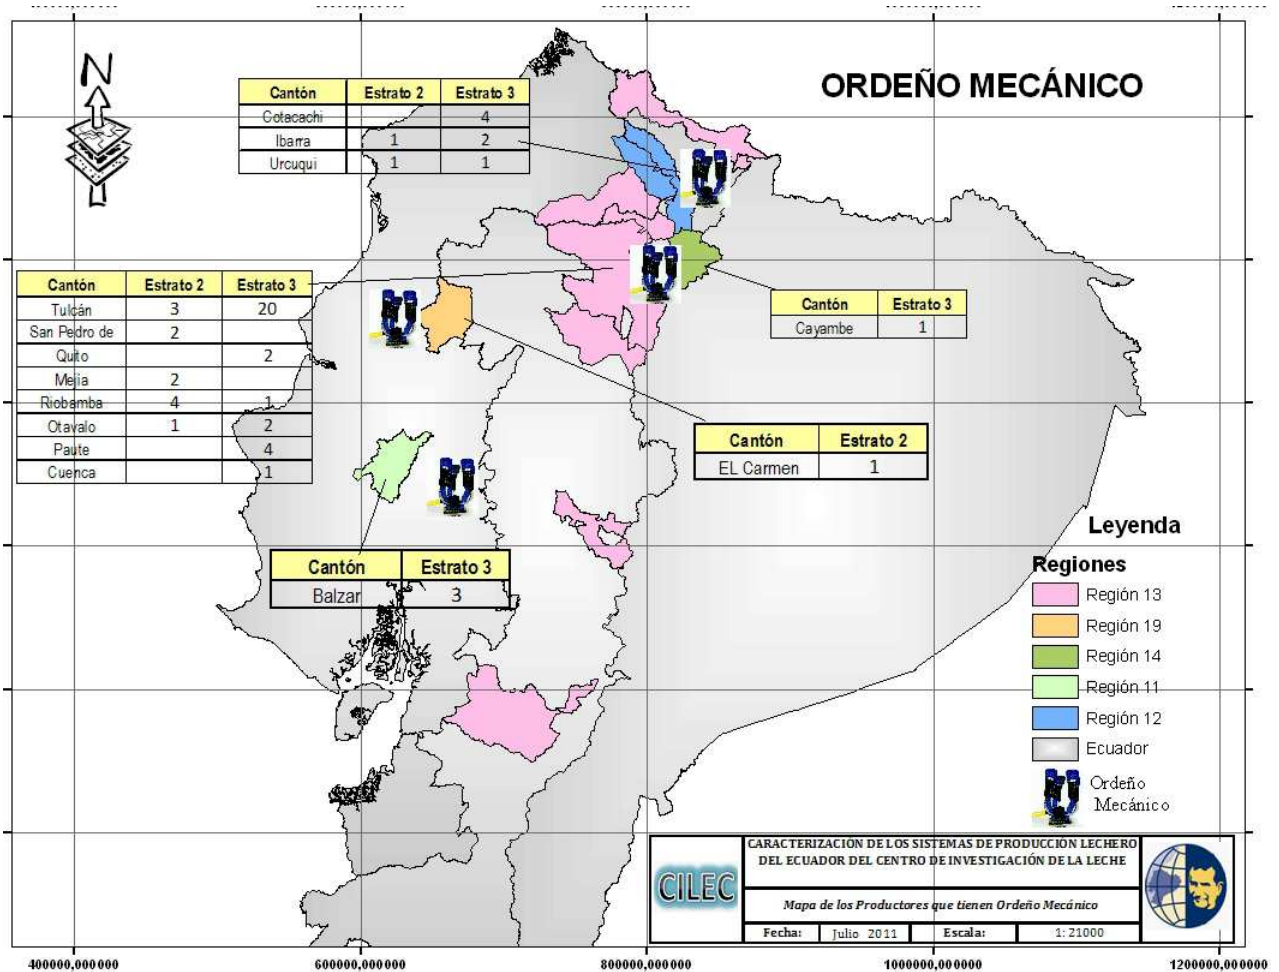 N
ORDEÑO MECÁNICO
Cantón Estrato 2 Estrato 3
Cotacachi 4
Ibarra 1 2
Urcuqui 1 1
Cantón Estrato 2 Estrato 3
Tulcán 3 20
San Pedro de 2
Quito 2
Mejia 2
Riobamba 4 1
Otavalo 1 2
Paute 4
Cuenca 1
Cantón Estrato 3
Cayambe 1
Cantón Estrato 2
EL Carmen 1
Cantón Estrato 3
Balzar 3
Leyenda
Regiones
Región 13
Región 19
Región 14
Región 11
Región 12
Ecuador
Ordeño
Mecánico
CILEC
CARACTERIZACIÓN DE LOS SISTEMAS DE PRODUCCIÓN LECHERO
DEL ECUADOR DEL CENTRO DE INVESTIGACIÓN DE LA LECHE
Mapa de los Productores que tienen Ordeño Mecánico
Fecha: Julio 2011 Escala: 1: 21000
400000,000000 600000,000000 800000,000000 1000000,000000 1200000,000000